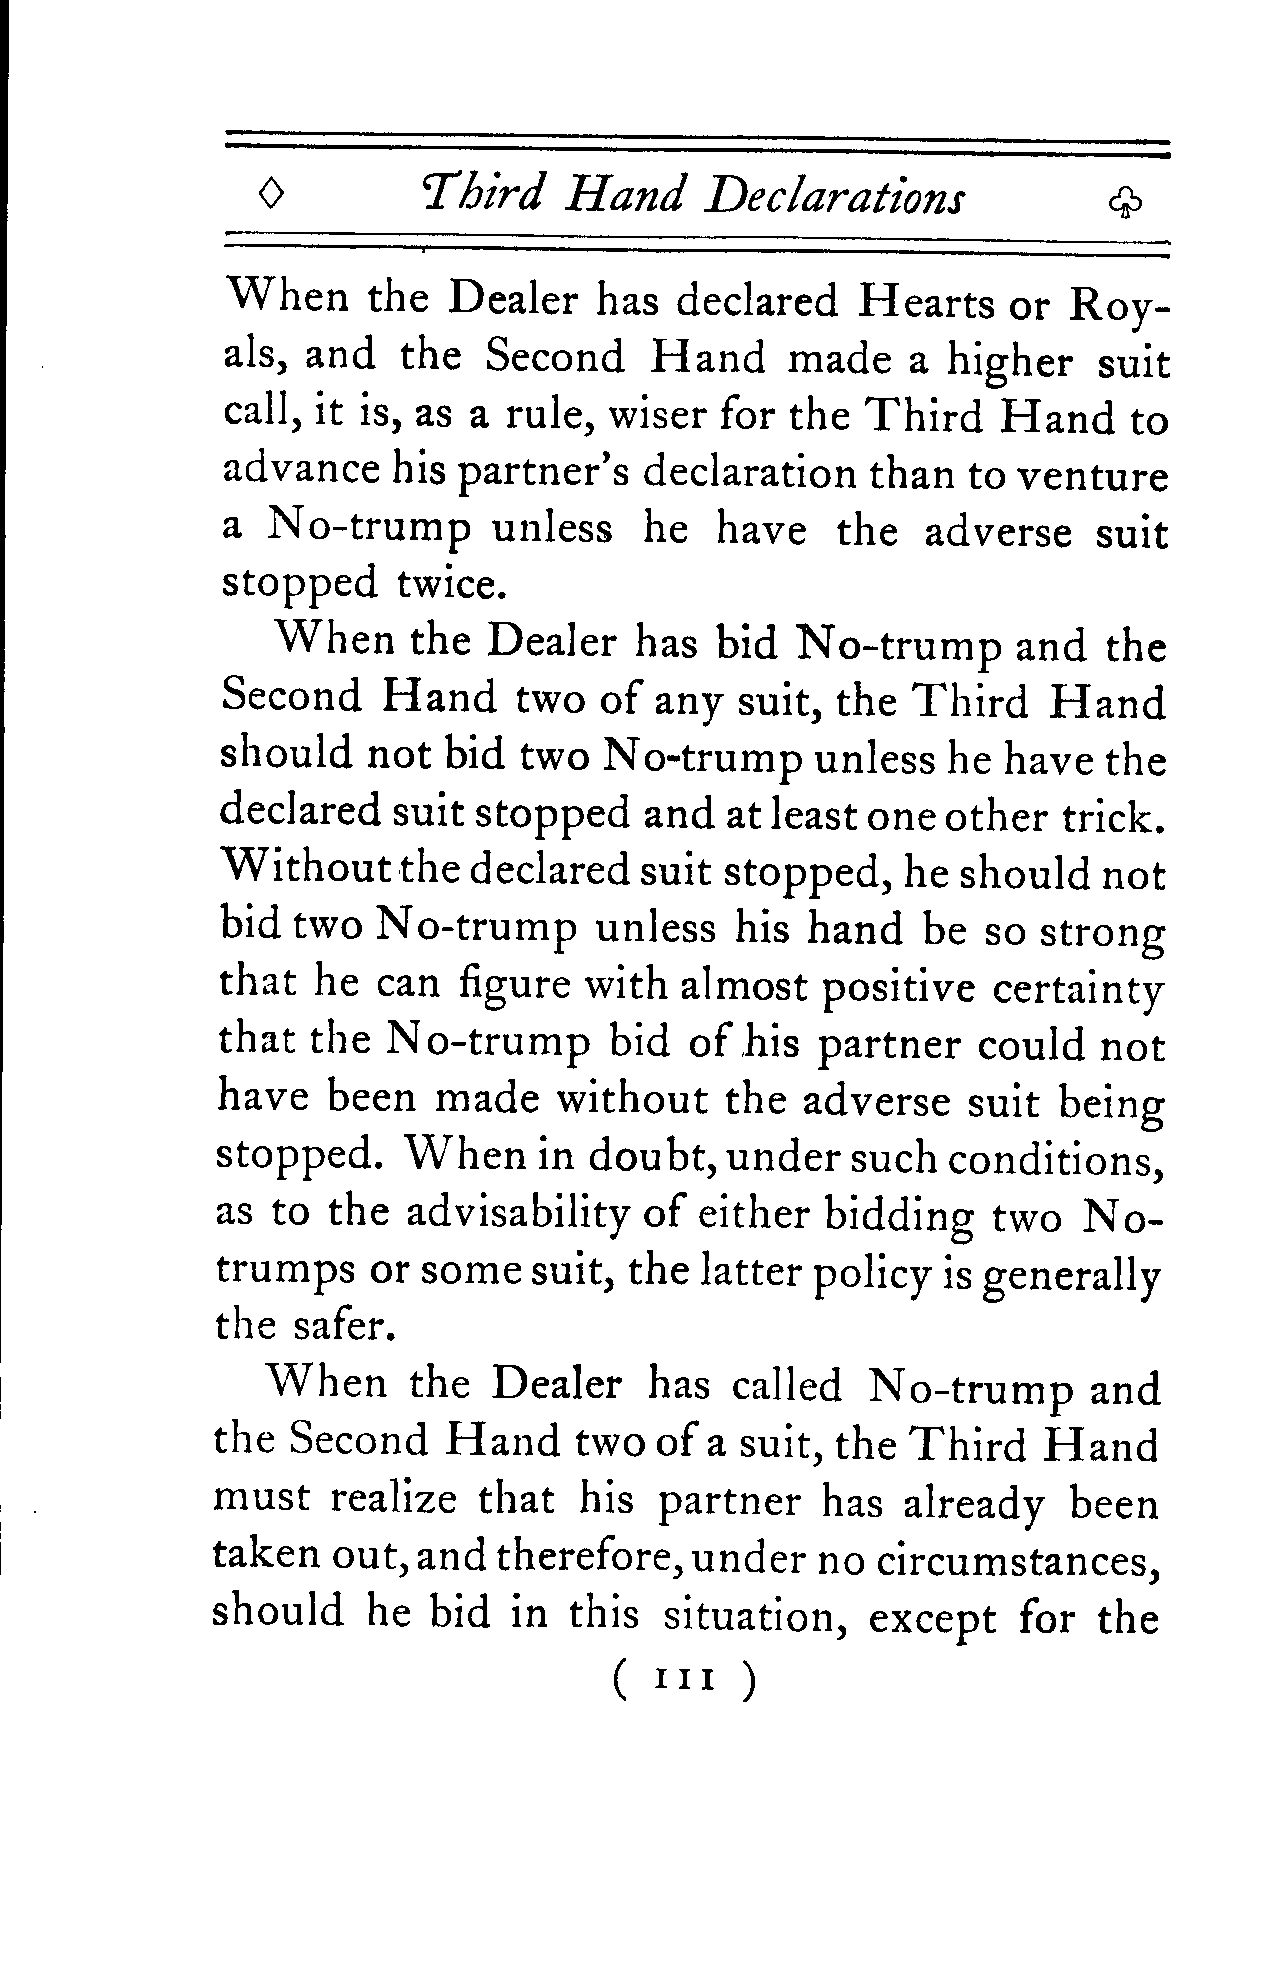 ◊ Third Hand Declarations ♧
When the Dealer has declared Hearts or Roy-
als, and the Second Hand made a higher suit
call, it is, as a rule, wiser for the Third Hand to
advance his partner's declaration than to venture
a No-trump unless he have the adverse suit
stopped twice.
When the Dealer has bid No-trump and the
Second Hand two of any suit, the Third Hand
should not bid two No-trump unless he have the
declared suit stopped and at least one other trick.
Without the declared suit stopped, he should not
bid two No-trump unless his hand be so strong
that he can figure with almost positive certainty
that the No-trump bid of his partner could not
have been made without the adverse suit being
stopped. When in doubt, under such conditions,
as to the advisability of either bidding two No-
trumps or some suit, the latter policy is generally
the safer.
When the Dealer has called No-trump and
the Second Hand two of a suit, the Third Hand
must realize that his partner has already been
taken out, and therefore, under no circumstances,
should he bid in this situation, except for the
( 111 )